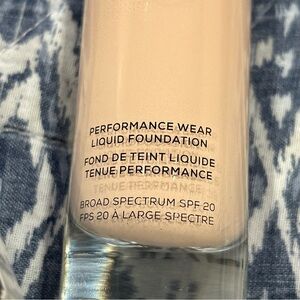 PERFORMANCE WEAR
LIQUID FOUNDATION
FOND DE TEINT LIQUIDE
TENUE PERFORMANCE
BROAD SPECTRUM SPF 20
FPS 20 À LARGE SPECTRE